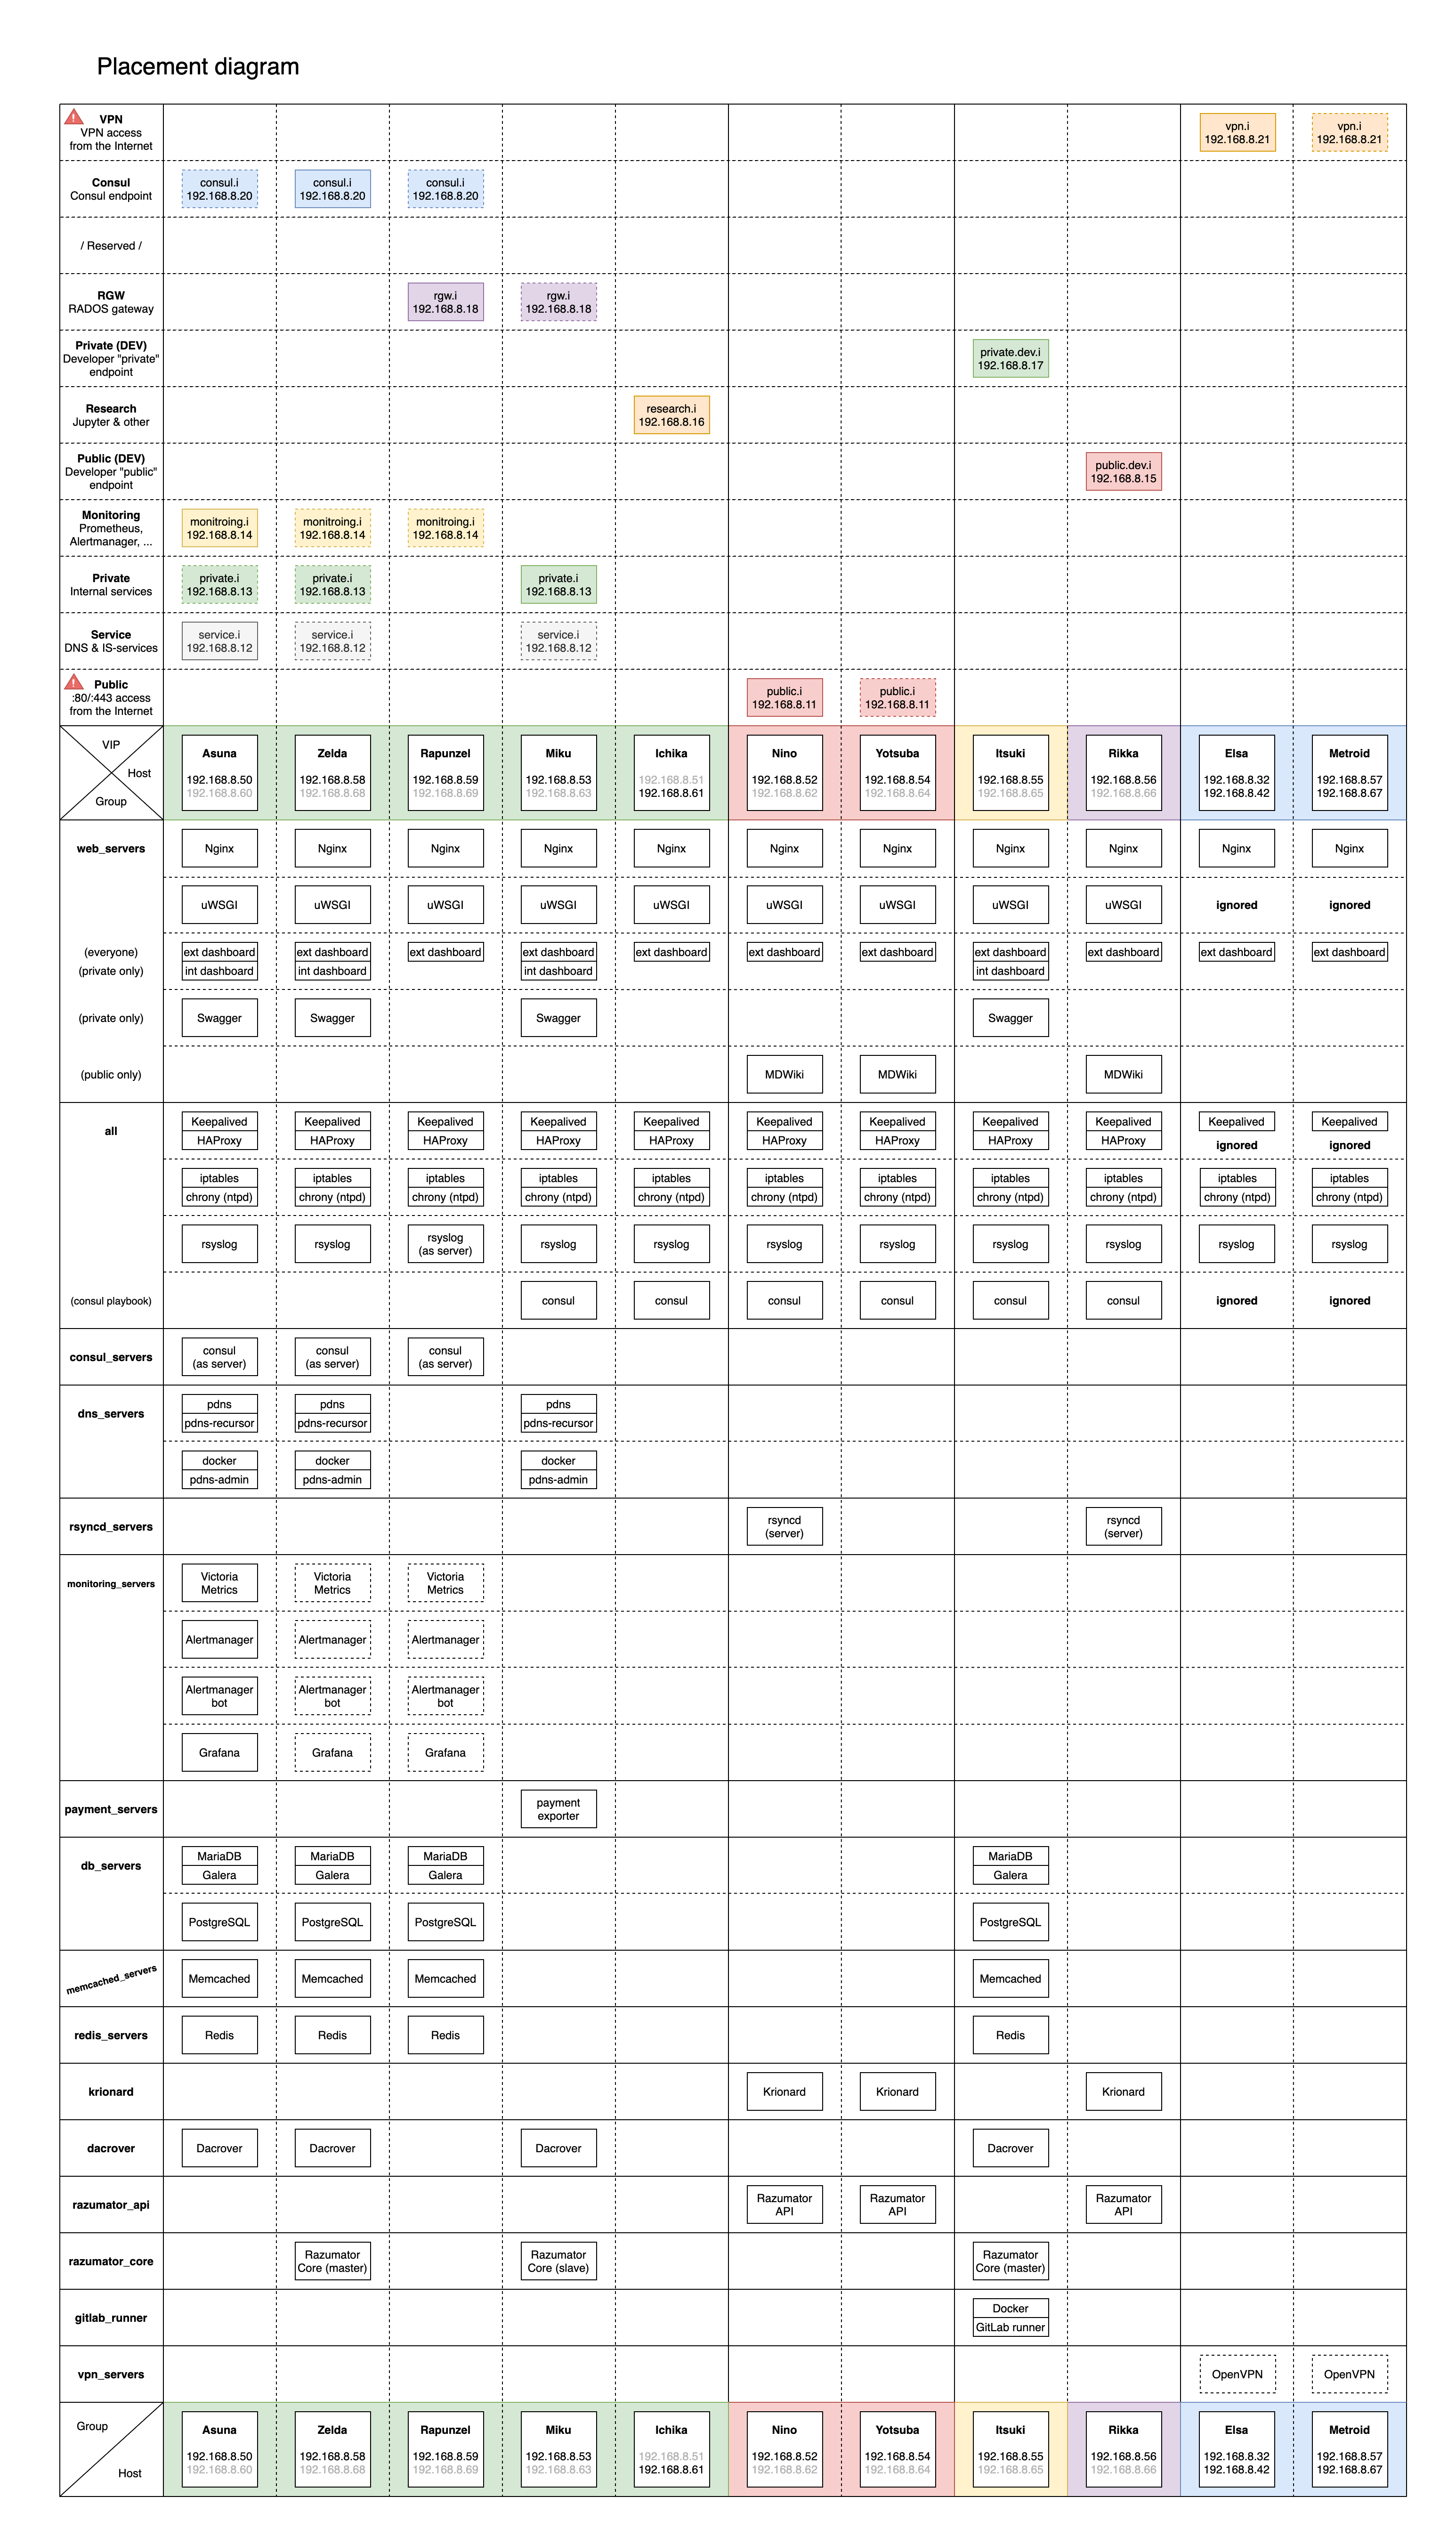 Placement diagram
VPN
VPN access
from the Internet
vpn.i
192.168.8.21
vpn.i
192.168.8.21
Consul
Consul endpoint
consul.i
192.168.8.20
consul.i
192.168.8.20
consul.i
192.168.8.20
/ Reserved /
RGW
RADOS gateway
rgw.i
192.168.8.18
rgw.i
192.168.8.18
Private (DEV)
Developer "private"
endpoint
private.dev.i
192.168.8.17
Research
Jupyter & other
research.i
192.168.8.16
Public (DEV)
Developer "public"
endpoint
public.dev.i
192.168.8.15
Monitoring
Prometheus,
Alertmanager, ...
monitroing.i
192.168.8.14
monitroing.i
192.168.8.14
monitroing.i
192.168.8.14
Private
Internal services
private.i
192.168.8.13
private.i
192.168.8.13
private.i
192.168.8.13
Service
DNS & IS-services
service.i
192.168.8.12
service.i
192.168.8.12
service.i
192.168.8.12
Public
:80/:443 access
from the Internet
public.i
192.168.8.11
public.i
192.168.8.11
VIP
Host
Group
Asuna
192.168.8.50
192.168.8.60
Zelda
192.168.8.58
192.168.8.68
Rapunzel
192.168.8.59
192.168.8.69
Miku
192.168.8.53
192.168.8.63
Ichika
192.168.8.51
192.168.8.61
Nino
192.168.8.52
192.168.8.62
Yotsuba
192.168.8.54
192.168.8.64
Itsuki
192.168.8.55
192.168.8.65
Rikka
192.168.8.56
192.168.8.66
Elsa
192.168.8.32
192.168.8.42
Metroid
192.168.8.57
192.168.8.67
web_servers
Nginx
Nginx
Nginx
Nginx
Nginx
Nginx
Nginx
Nginx
Nginx
Nginx
Nginx
uWSGI
uWSGI
uWSGI
uWSGI
uWSGI
uWSGI
uWSGI
uWSGI
uWSGI
ignored
ignored
(everyone)
ext dashboard
ext dashboard
ext dashboard
ext dashboard
ext dashboard
ext dashboard
ext dashboard
ext dashboard
ext dashboard
ext dashboard
ext dashboard
(private only)
int dashboard
int dashboard
int dashboard
int dashboard
(private only)
Swagger
Swagger
Swagger
Swagger
(public only)
MDWiki
MDWiki
MDWiki
all
Keepalived
HAProxy
Keepalived
HAProxy
Keepalived
HAProxy
Keepalived
HAProxy
Keepalived
HAProxy
Keepalived
HAProxy
Keepalived
HAProxy
Keepalived
HAProxy
Keepalived
HAProxy
Keepalived
ignored
Keepalived
ignored
iptables
chrony (ntpd)
iptables
chrony (ntpd)
iptables
chrony (ntpd)
iptables
chrony (ntpd)
iptables
chrony (ntpd)
iptables
chrony (ntpd)
iptables
chrony (ntpd)
iptables
chrony (ntpd)
iptables
chrony (ntpd)
iptables
chrony (ntpd)
iptables
chrony (ntpd)
rsyslog
rsyslog
rsyslog
(as server)
rsyslog
rsyslog
rsyslog
rsyslog
rsyslog
rsyslog
rsyslog
rsyslog
(consul playbook)
consul
consul
consul
consul
consul
consul
ignored
ignored
consul_servers
consul
(as server)
consul
(as server)
consul
(as server)
dns_servers
pdns
pdns-recursor
pdns
pdns-recursor
pdns
pdns-recursor
docker
pdns-admin
docker
pdns-admin
docker
pdns-admin
rsyncd_servers
rsyncd
(server)
rsyncd
(server)
monitoring_servers
Victoria
Metrics
Victoria
Metrics
Victoria
Metrics
Alertmanager
Alertmanager
Alertmanager
Alertmanager
bot
Alertmanager
bot
Alertmanager
bot
Grafana
Grafana
Grafana
payment_servers
payment
exporter
db_servers
MariaDB
Galera
MariaDB
Galera
MariaDB
Galera
MariaDB
Galera
PostgreSQL
PostgreSQL
PostgreSQL
PostgreSQL
memcached_servers
Memcached
Memcached
Memcached
Memcached
redis_servers
Redis
Redis
Redis
Redis
krionard
Krionard
Krionard
Krionard
dacrover
Dacrover
Dacrover
Dacrover
Dacrover
razumator_api
Razumator
API
Razumator
API
Razumator
API
razumator_core
Razumator
Core (master)
Razumator
Core (slave)
Razumator
Core (master)
gitlab_runner
Docker
GitLab runner
vpn_servers
OpenVPN
OpenVPN
Group
Host
Asuna
192.168.8.50
192.168.8.60
Zelda
192.168.8.58
192.168.8.68
Rapunzel
192.168.8.59
192.168.8.69
Miku
192.168.8.53
192.168.8.63
Ichika
192.168.8.51
192.168.8.61
Nino
192.168.8.52
192.168.8.62
Yotsuba
192.168.8.54
192.168.8.64
Itsuki
192.168.8.55
192.168.8.65
Rikka
192.168.8.56
192.168.8.66
Elsa
192.168.8.32
192.168.8.42
Metroid
192.168.8.57
192.168.8.67